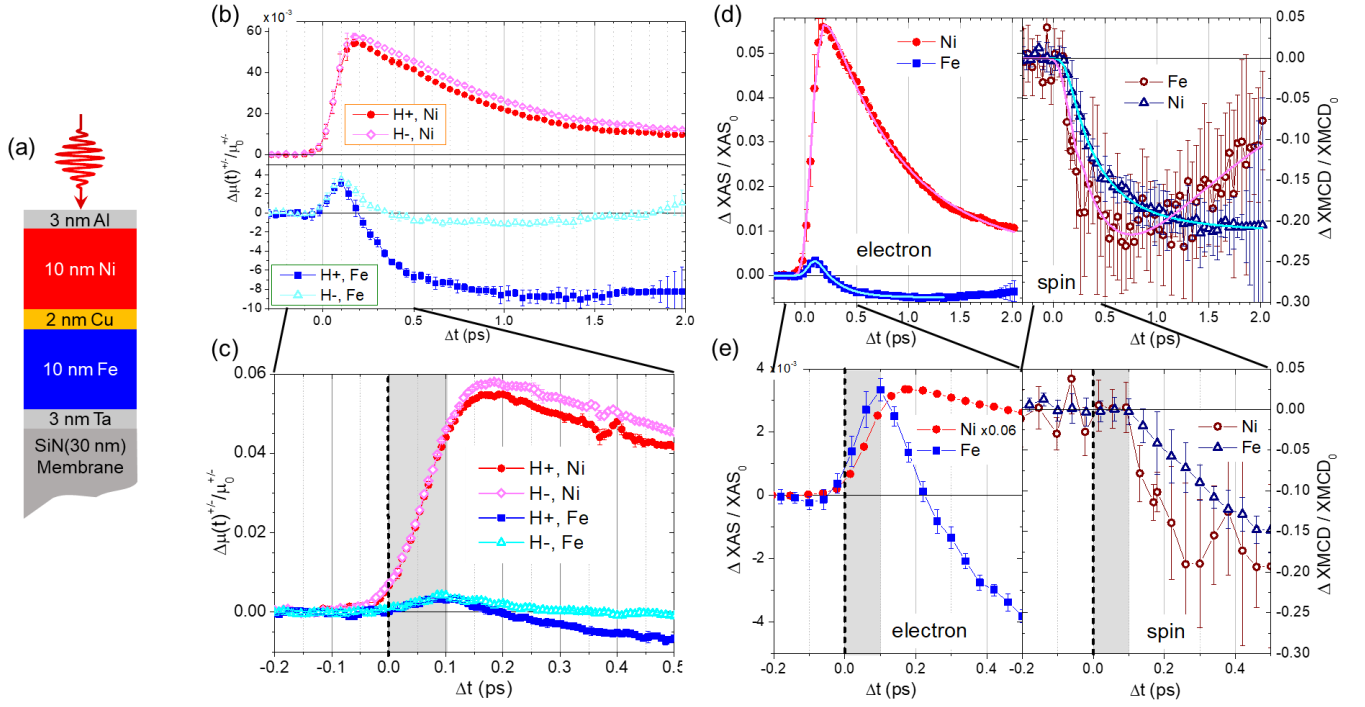 (a)
3 nm Al
10 nm Ni
2 nm Cu
10 nm Fe
3 nm Ta
SiN(30 nm)
Membrane
(b)
60 ×10⁻³
40
20
0
H+, Ni
H-, Ni
4
2
0
-2
-4
-6
-8
-10
H+, Fe
H-, Fe
Δμ(t)⁺ᐟ⁻/μ₀⁺ᐟ⁻
0.0 0.5 1.0 1.5 2.0
Δt (ps)
(c)
0.06
0.04
0.02
0.00
Δμ(t)⁺ᐟ⁻/μ₀⁺ᐟ⁻
H+, Ni
H-, Ni
H+, Fe
H-, Fe
-0.2 -0.1 0.0 0.1 0.2 0.3 0.4 0.5
Δt (ps)
(d)
0.05
0.04
0.03
0.02
0.01
0.00
Δ XAS / XAS₀
Ni
Fe
electron
0.0 0.5 1.0 1.5 2.0
Δt (ps)
Fe
Ni
spin
0.05
0.00
-0.05
-0.10
-0.15
-0.20
-0.25
-0.30
Δ XMCD / XMCD₀
0.0 0.5 1.0 1.5 2.0
Δt (ps)
(e)
4 ×10⁻³
2
0
-2
-4
Δ XAS / XAS₀
Ni x0.06
Fe
electron
-0.2 0.0 0.2 0.4
Δt (ps)
Ni
Fe
spin
0.05
0.00
-0.05
-0.10
-0.15
-0.20
-0.25
-0.30
Δ XMCD / XMCD₀
-0.2 0.0 0.2 0.4
Δt (ps)